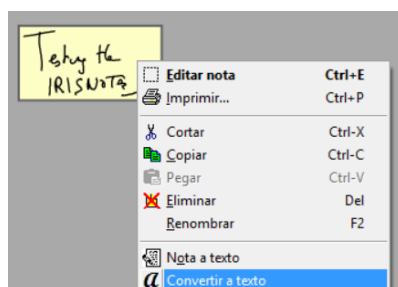 Testing the
IRISNote
Editar nota Ctrl+E
Imprimir... Ctrl+P
Cortar Ctrl-X
Copiar Ctrl-C
Pegar Ctrl-V
Eliminar Del
Renombrar F2
Nota a texto
Convertir a texto